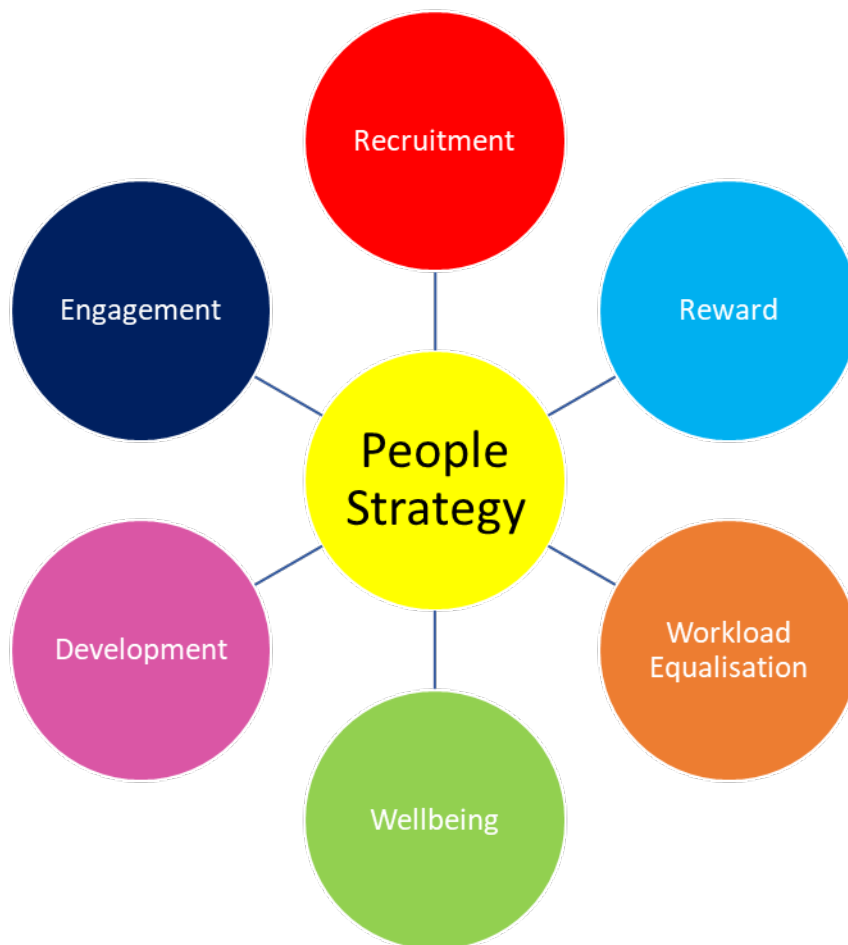 Recruitment
Engagement
Reward
People
Strategy
Development
Workload
Equalisation
Wellbeing